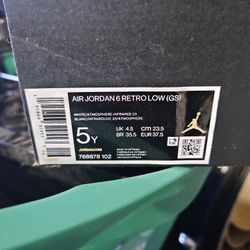 AIR JORDAN 6 RETRO LOW (GS)
WHITE/ATMOSPHERE-INFRARED 23
BLANC/INFRAROUGE 23/ATMOSPHERE
5Y
UK 4.5 cm 23.5
BR 35.5 EUR 37.5
JORDAN.COM
768878 102